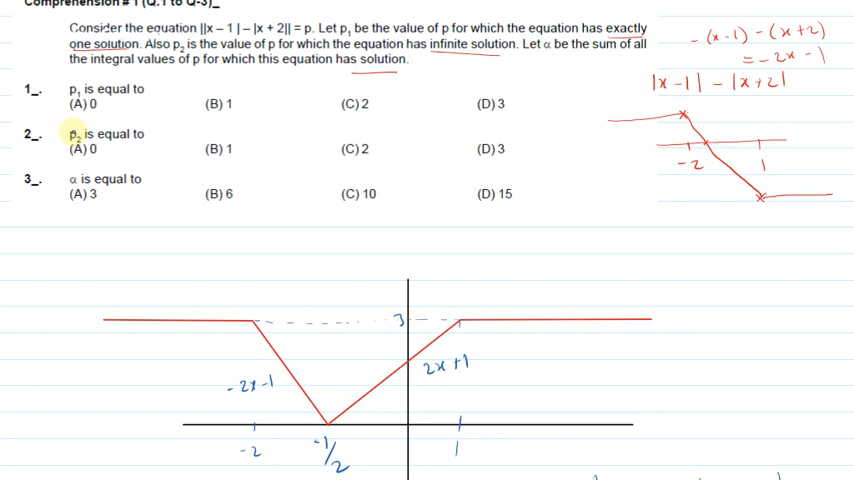 Comprehension # 1 (Q.1 to Q-3)_
Consider the equation ||x – 1 | – |x + 2|| = p. Let p₁ be the value of p for which the equation has exactly
one solution. Also p₂ is the value of p for which the equation has infinite solution. Let α be the sum of all
the integral values of p for which this equation has solution.
1_. p₁ is equal to
(A) 0 (B) 1 (C) 2 (D) 3
2_. p₂ is equal to
(A) 0 (B) 1 (C) 2 (D) 3
3_. α is equal to
(A) 3 (B) 6 (C) 10 (D) 15
- (x-1) - (x+2)
= - 2x - 1
|x-1| - |x+2|
-2 1
3
-2x-1
2x+1
-2
-1/2
1